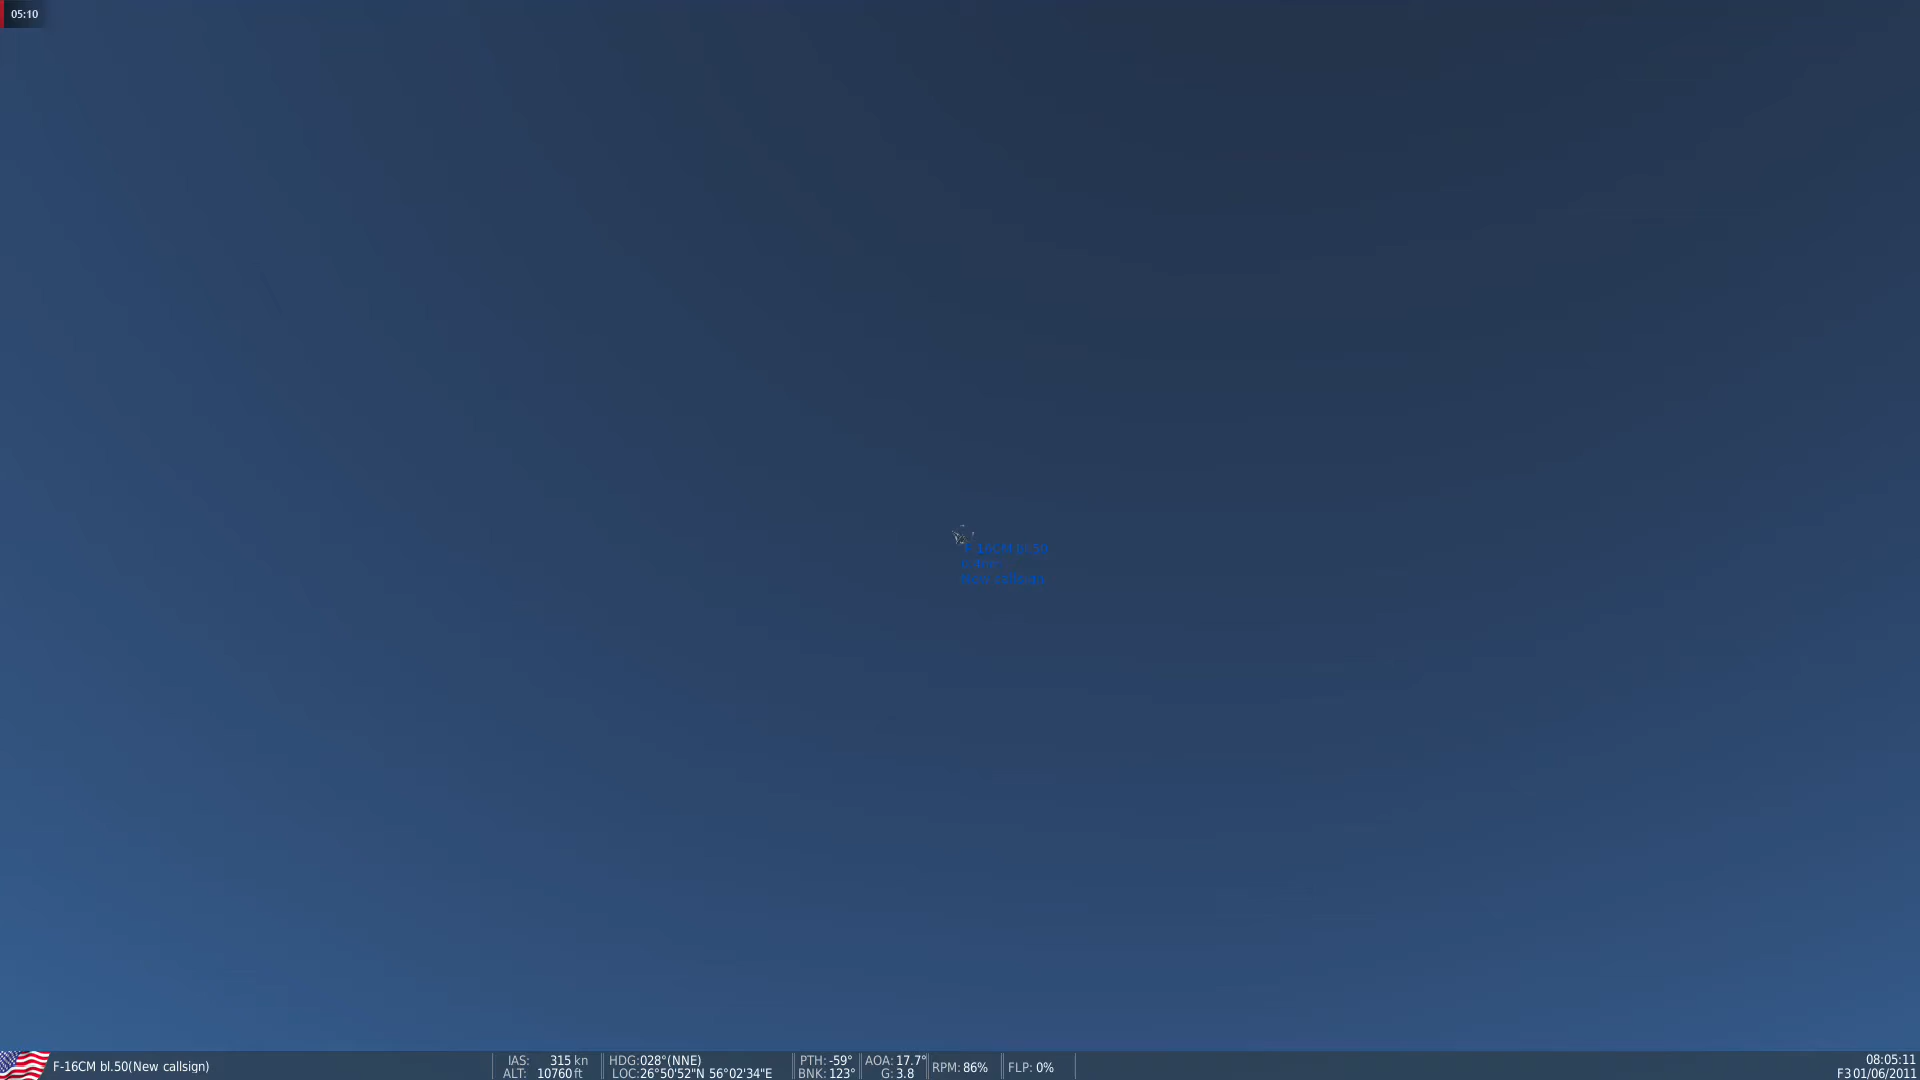 05:10
F-16CM bl.50
New callsign
F-16CM bl.50(New callsign)
IAS: 315 kn
ALT: 10760 ft
HDG:028°(NNE)
LOC:26°50'52"N 56°02'34"E
PTH: -59°
BNK: 123°
AOA: 17.7°
G: 3.8
RPM: 86%
FLP: 0%
08:05:11
F3 01/06/2011